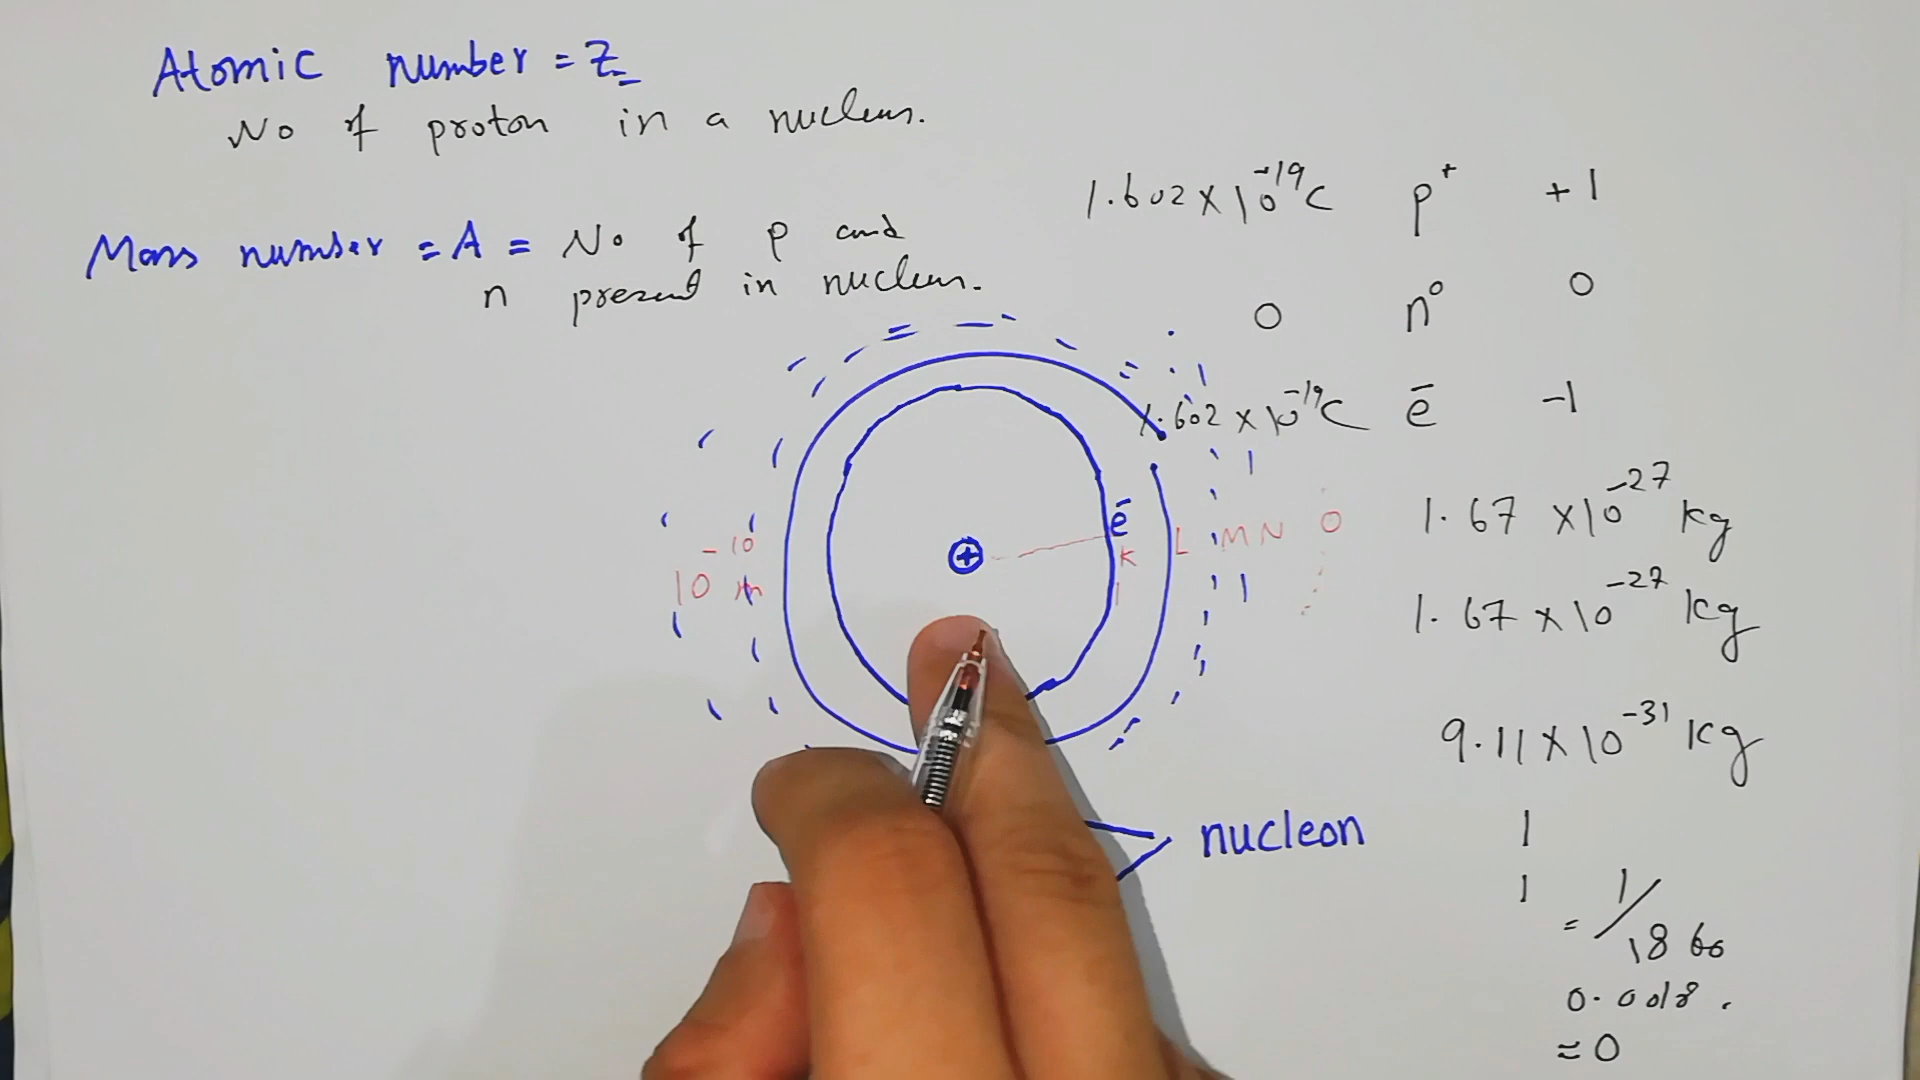 Atomic number = Z
No of proton in a nucleus.
Mass number = A = No of p and
n present in nucleus.
1.602 x 10⁻¹⁹ C p⁺ +1
0 n⁰ 0
1.602 x 10⁻¹⁹ C e⁻ -1
1.67 x 10⁻²⁷ kg
1.67 x 10⁻²⁷ kg
9.11 x 10⁻³¹ kg
e⁻
+
K L M N O
10⁻¹⁰ m
nucleon
1
1
= 1/1860
0.0018.
≈ 0